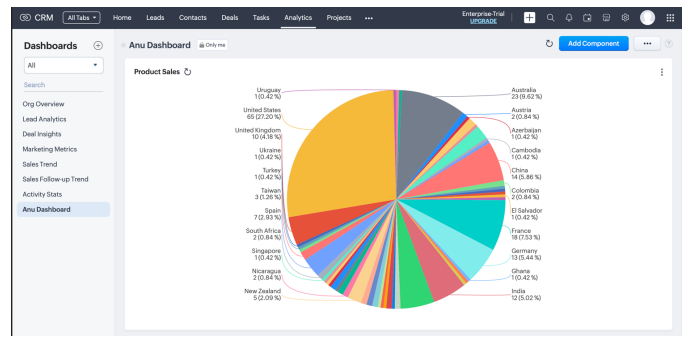 CRM All Tabs Home Leads Contacts Deals Tasks Analytics Projects ••• Enterprise-Trial
UPGRADE
Dashboards
Anu Dashboard Only me Add Component •••
All
Search
Org Overview
Lead Analytics
Deal Insights
Marketing Metrics
Sales Trend
Sales Follow-up Trend
Activity Stats
Anu Dashboard
Product Sales
Uruguay
1 (0.42 %)
United States
65 (27.20 %)
United Kingdom
10 (4.18 %)
Ukraine
1 (0.42 %)
Turkey
1 (0.42 %)
Taiwan
3 (1.26 %)
Spain
7 (2.93 %)
South Africa
2 (0.84 %)
Singapore
1 (0.42 %)
Nicaragua
2 (0.84 %)
New Zealand
5 (2.09 %)
Australia
23 (9.62 %)
Austria
2 (0.84 %)
Azerbaijan
1 (0.42 %)
Cambodia
1 (0.42 %)
China
14 (5.86 %)
Colombia
2 (0.84 %)
El Salvador
1 (0.42 %)
France
18 (7.53 %)
Germany
13 (5.44 %)
Ghana
1 (0.42 %)
India
12 (5.02 %)